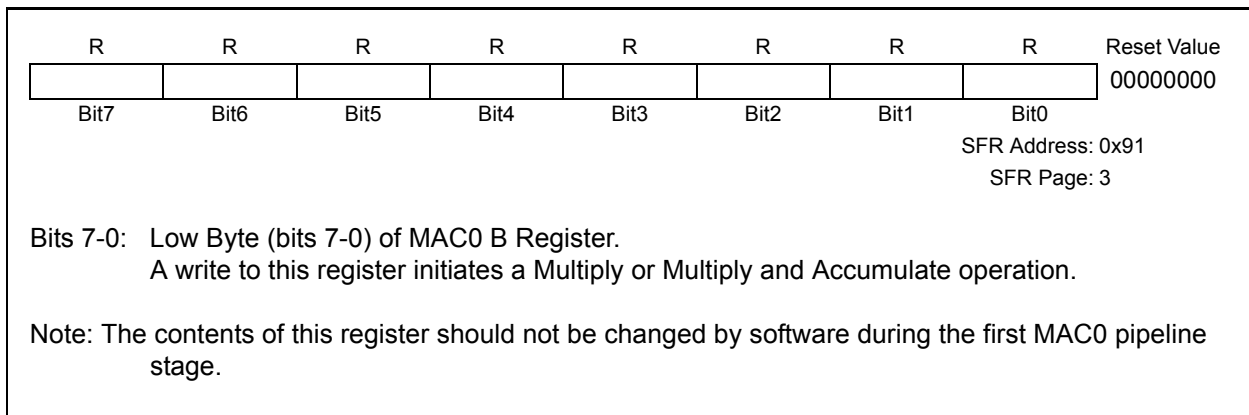 R R R R R R R R Reset Value
00000000
Bit7 Bit6 Bit5 Bit4 Bit3 Bit2 Bit1 Bit0
SFR Address: 0x91
SFR Page: 3
Bits 7-0: Low Byte (bits 7-0) of MAC0 B Register.
A write to this register initiates a Multiply or Multiply and Accumulate operation.
Note: The contents of this register should not be changed by software during the first MAC0 pipeline
stage.